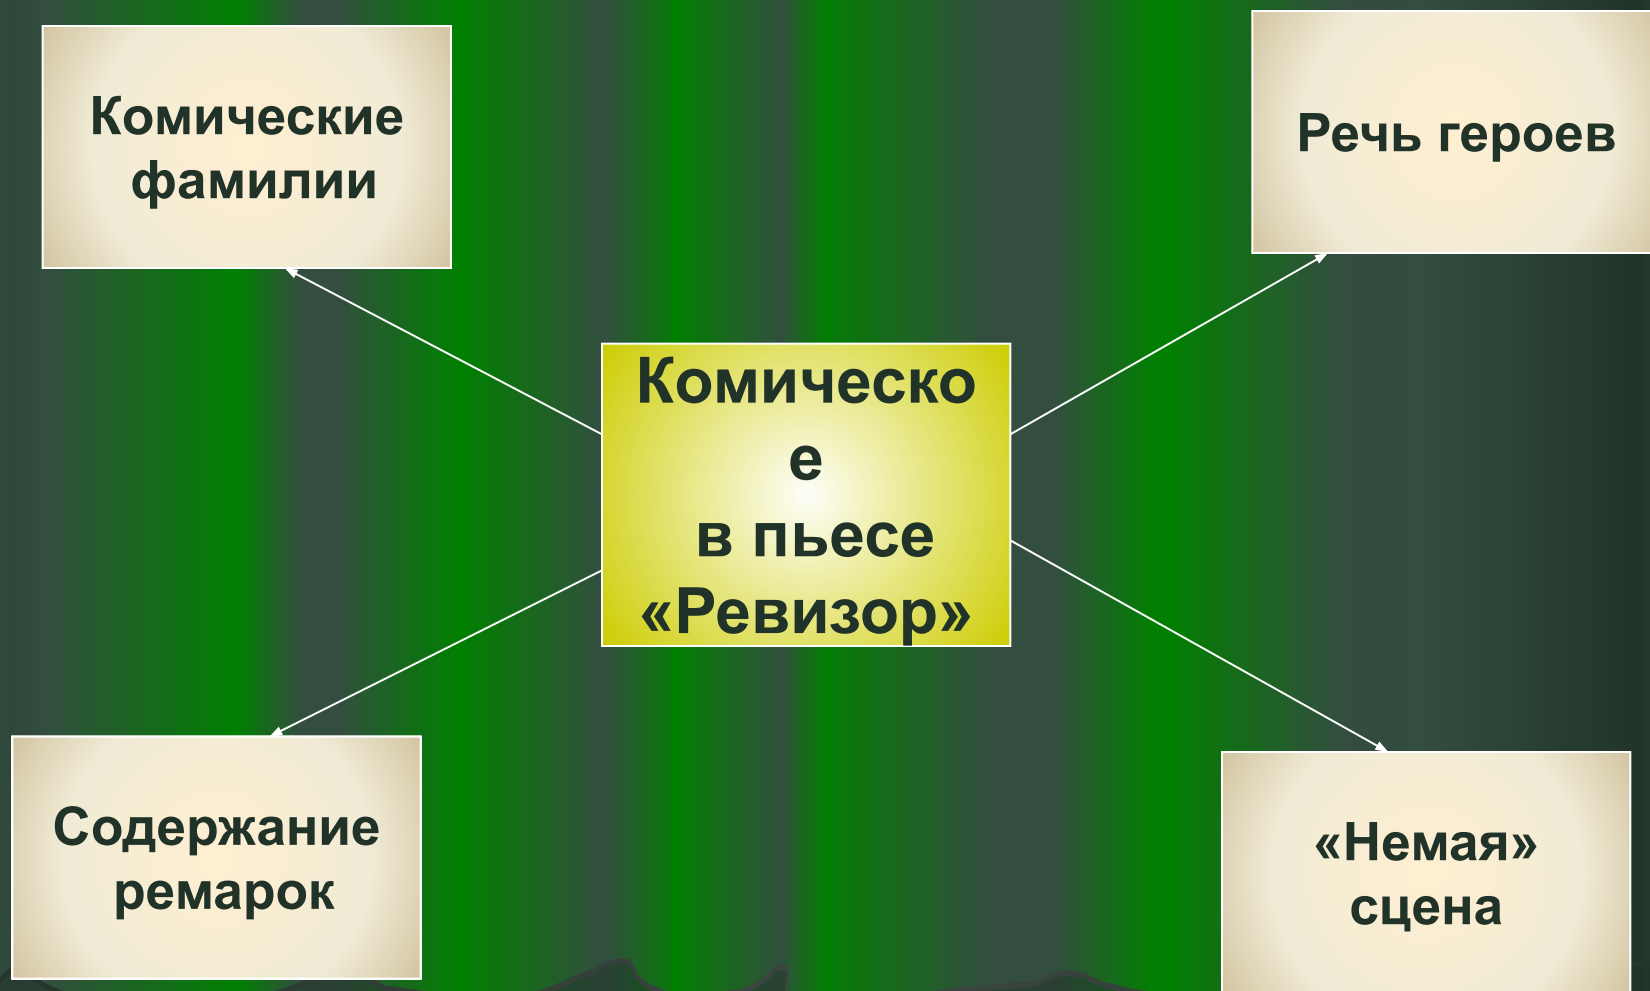 Комические
фамилии
Речь героев
Комическо
е
в пьесе
«Ревизор»
Содержание
ремарок
«Немая»
сцена